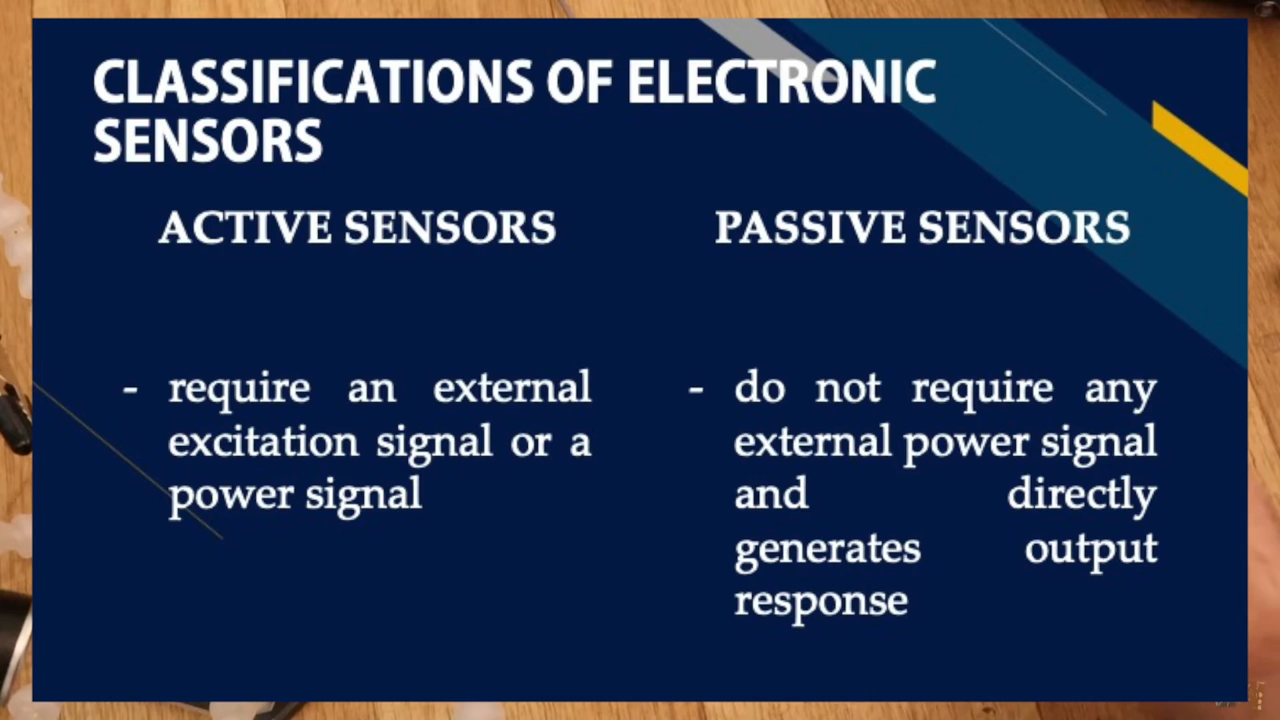 CLASSIFICATIONS OF ELECTRONIC
SENSORS
ACTIVE SENSORS
- require an external
excitation signal or a
power signal
PASSIVE SENSORS
- do not require any
external power signal
and directly
generates output
response